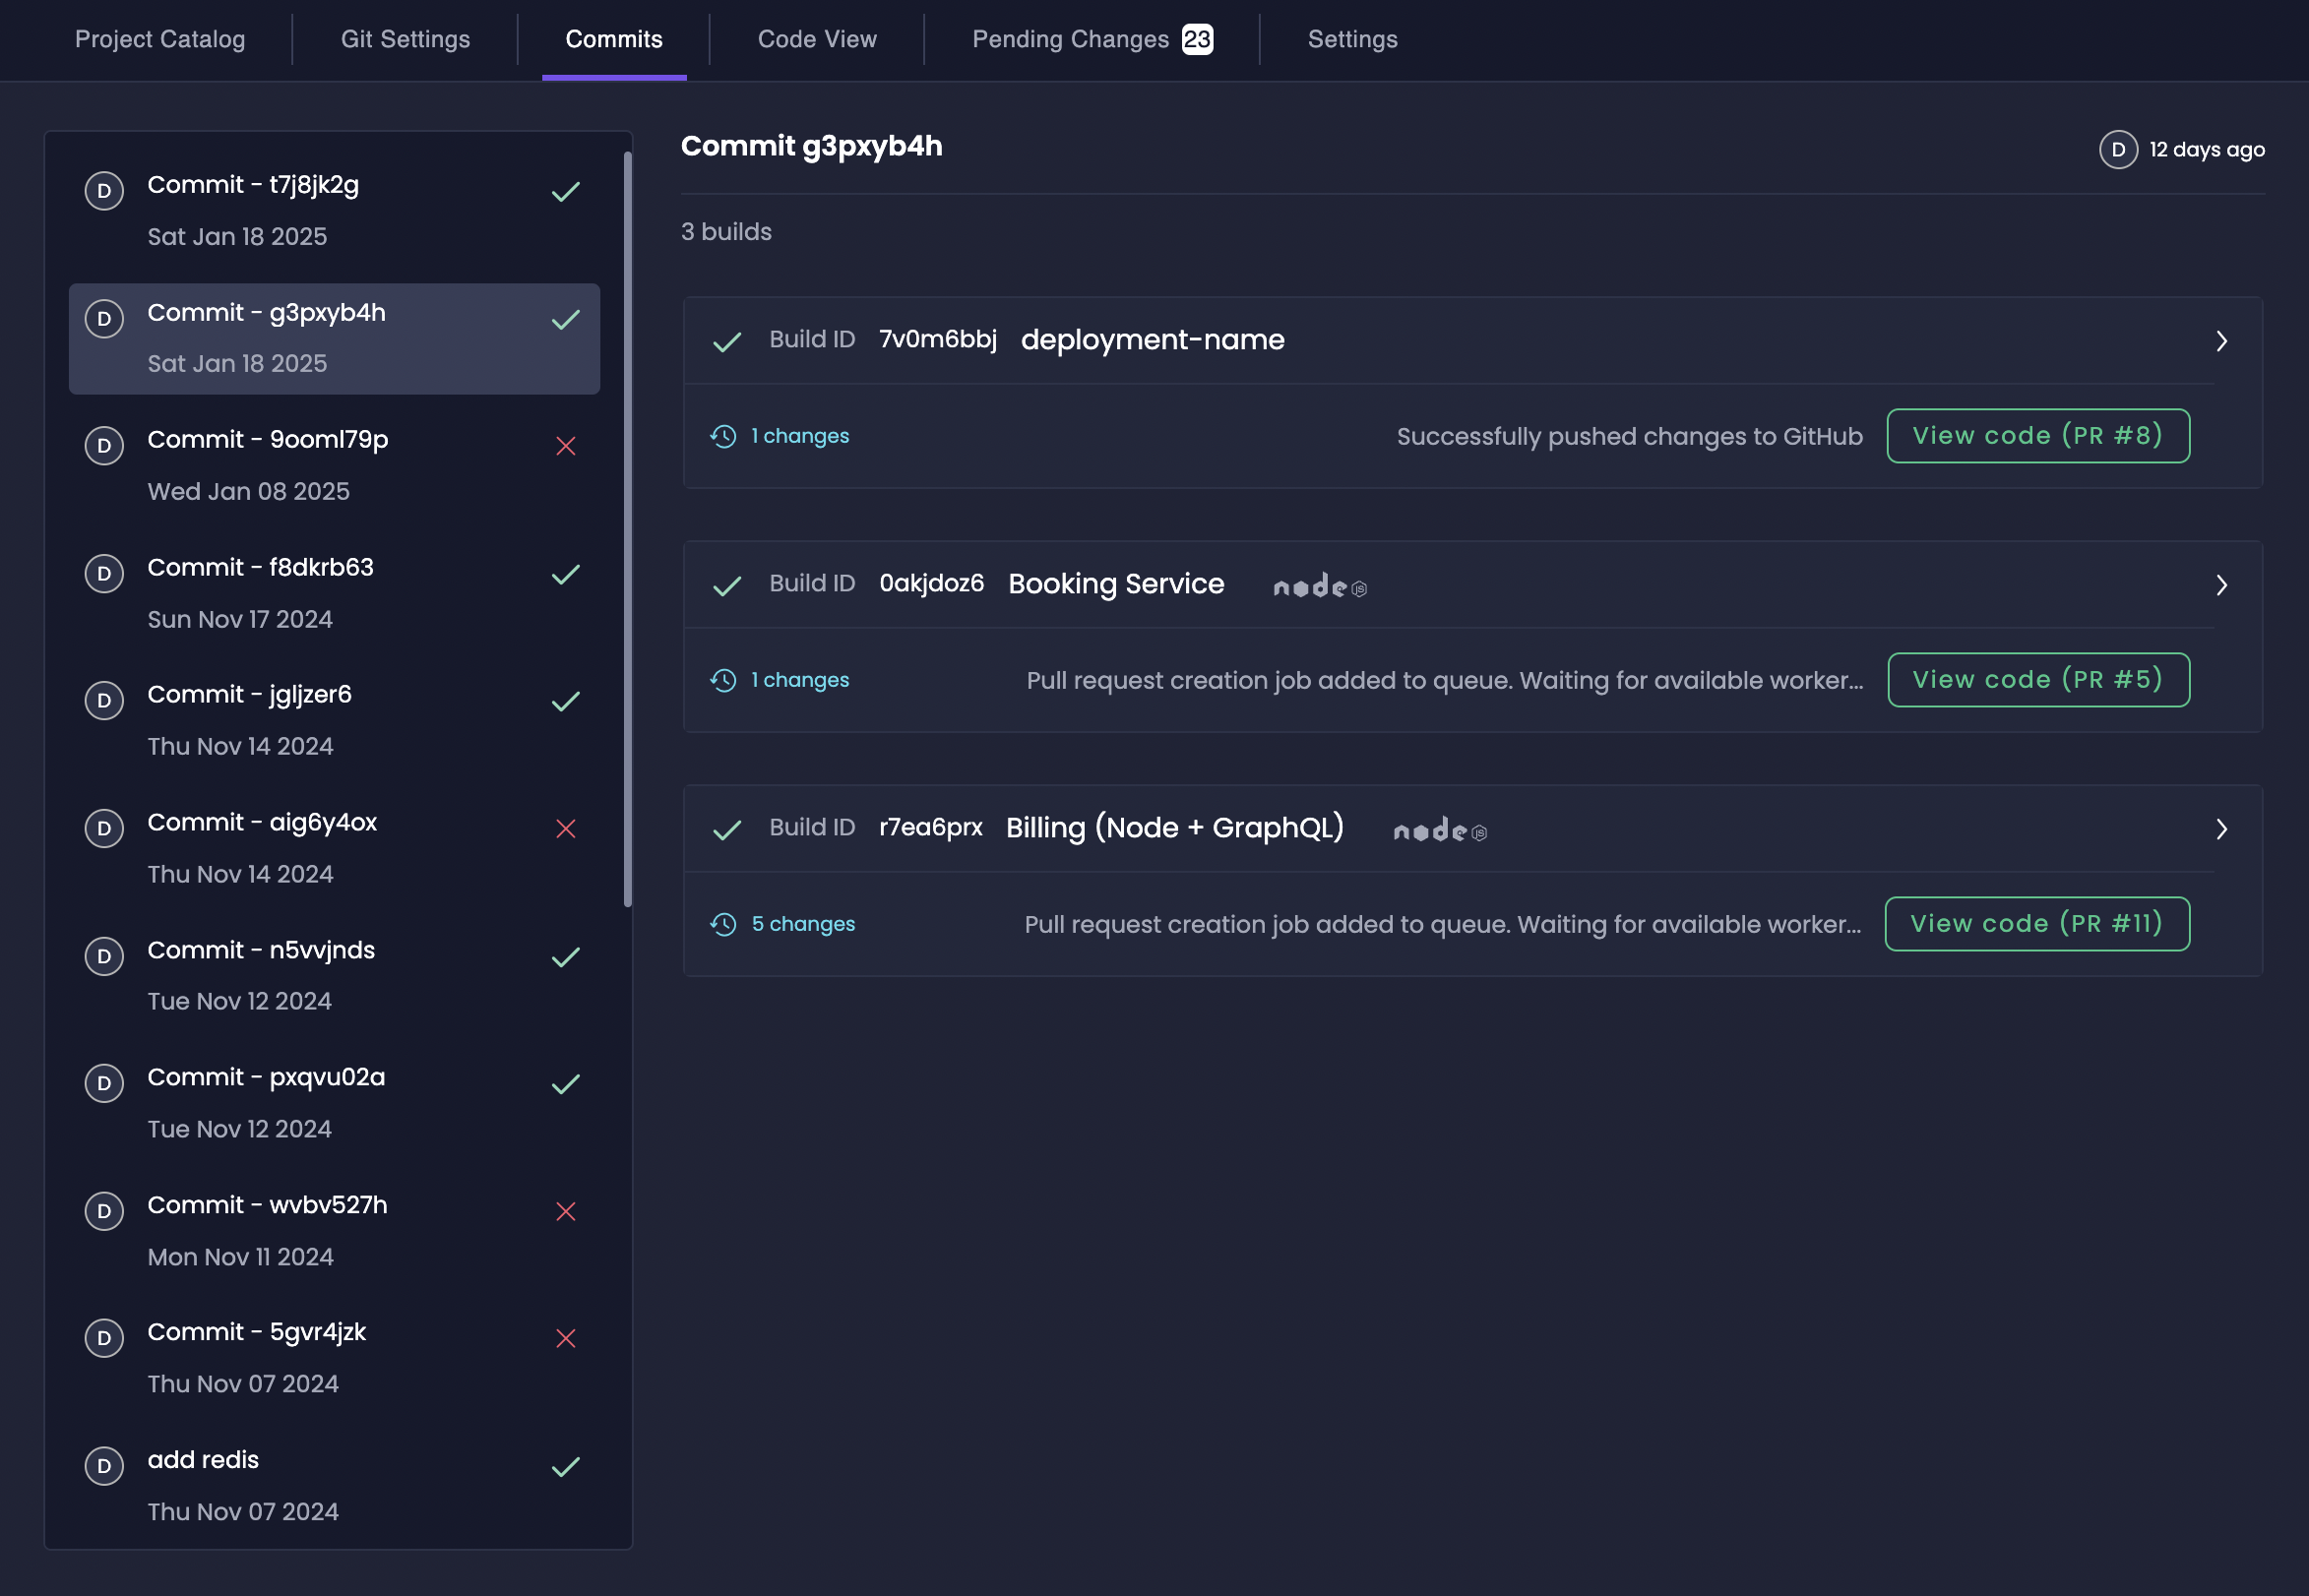 Project Catalog
Git Settings
Commits
Code View
Pending Changes 23
Settings
D Commit - t7j8jk2g
Sat Jan 18 2025
D Commit - g3pxyb4h
Sat Jan 18 2025
D Commit - 9ooml79p
Wed Jan 08 2025
D Commit - f8dkrb63
Sun Nov 17 2024
D Commit - jgljzer6
Thu Nov 14 2024
D Commit - aig6y4ox
Thu Nov 14 2024
D Commit - n5vvjnds
Tue Nov 12 2024
D Commit - pxqvu02a
Tue Nov 12 2024
D Commit - wvbv527h
Mon Nov 11 2024
D Commit - 5gvr4jzk
Thu Nov 07 2024
D add redis
Thu Nov 07 2024
Commit g3pxyb4h
D 12 days ago
3 builds
Build ID 7v0m6bbj deployment-name
1 changes
Successfully pushed changes to GitHub
View code (PR #8)
Build ID 0akjdoz6 Booking Service node JS
1 changes
Pull request creation job added to queue. Waiting for available worker...
View code (PR #5)
Build ID r7ea6prx Billing (Node + GraphQL) node JS
5 changes
Pull request creation job added to queue. Waiting for available worker...
View code (PR #11)